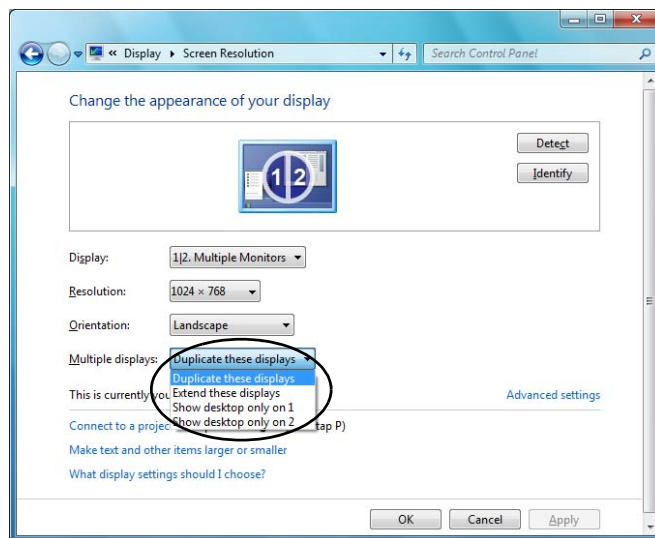 « Display ▸ Screen Resolution
Search Control Panel
Change the appearance of your display
1|2
Detect
Identify
Display: 1|2. Multiple Monitors
Resolution: 1024 × 768
Orientation: Landscape
Multiple displays: Duplicate these displays
Duplicate these displays
This is currently you
Extend these displays
Advanced settings
Show desktop only on 1
Connect to a projec
Show desktop only on 2
tap P)
Make text and other items larger or smaller
What display settings should I choose?
OK Cancel Apply